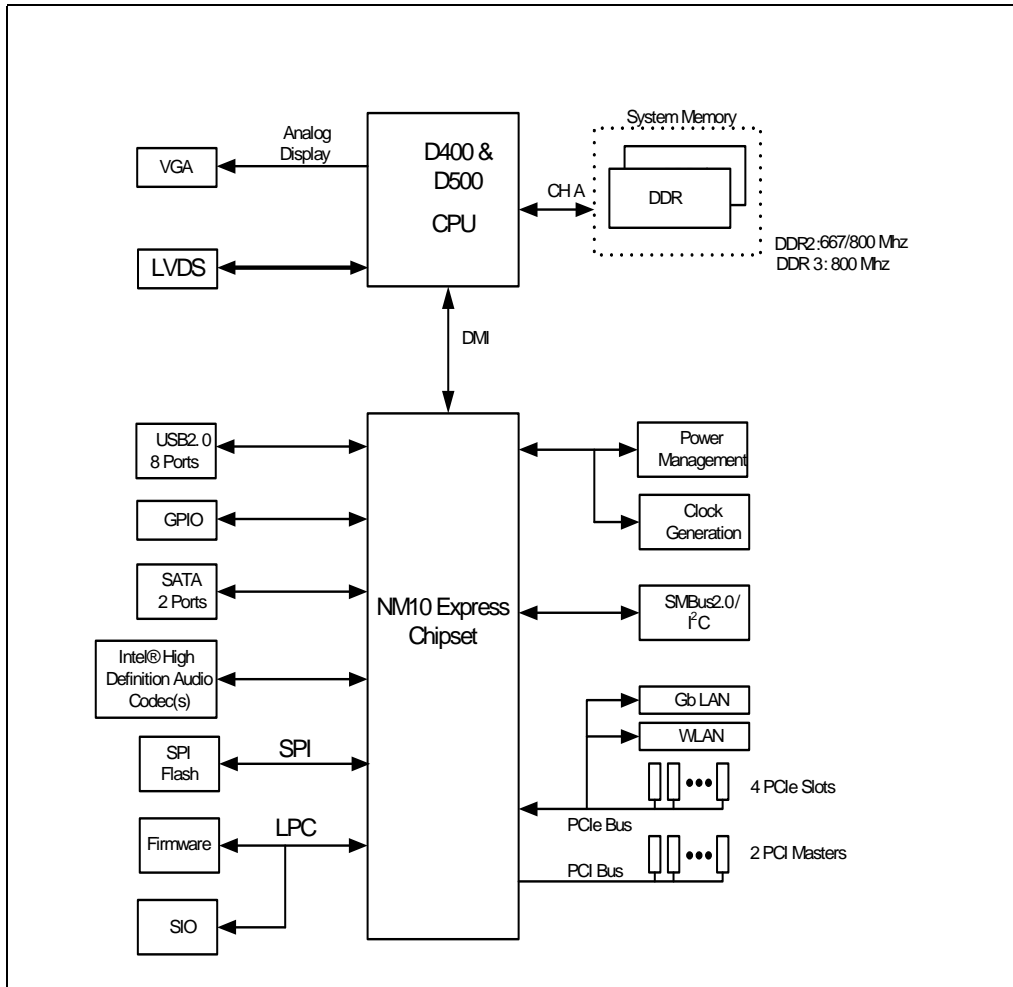 System Memory
Analog
Display
D400 &
D500
CPU
VGA
CH A
DDR
LVDS
DDR2 :667/800 Mhz
DDR 3 : 800 Mhz
DMI
USB2. 0
8 Ports
Power
Management
GPIO
Clock
Generation
SATA
2 Ports
NM10 Express
Chipset
SMBus2.0/
I²C
Intel® High
Definition Audio
Codec(s)
Gb LAN
WLAN
SPI
Flash
SPI
4 PCIe Slots
PCIe Bus
LPC
Firmware
2 PCI Masters
PCI Bus
SIO